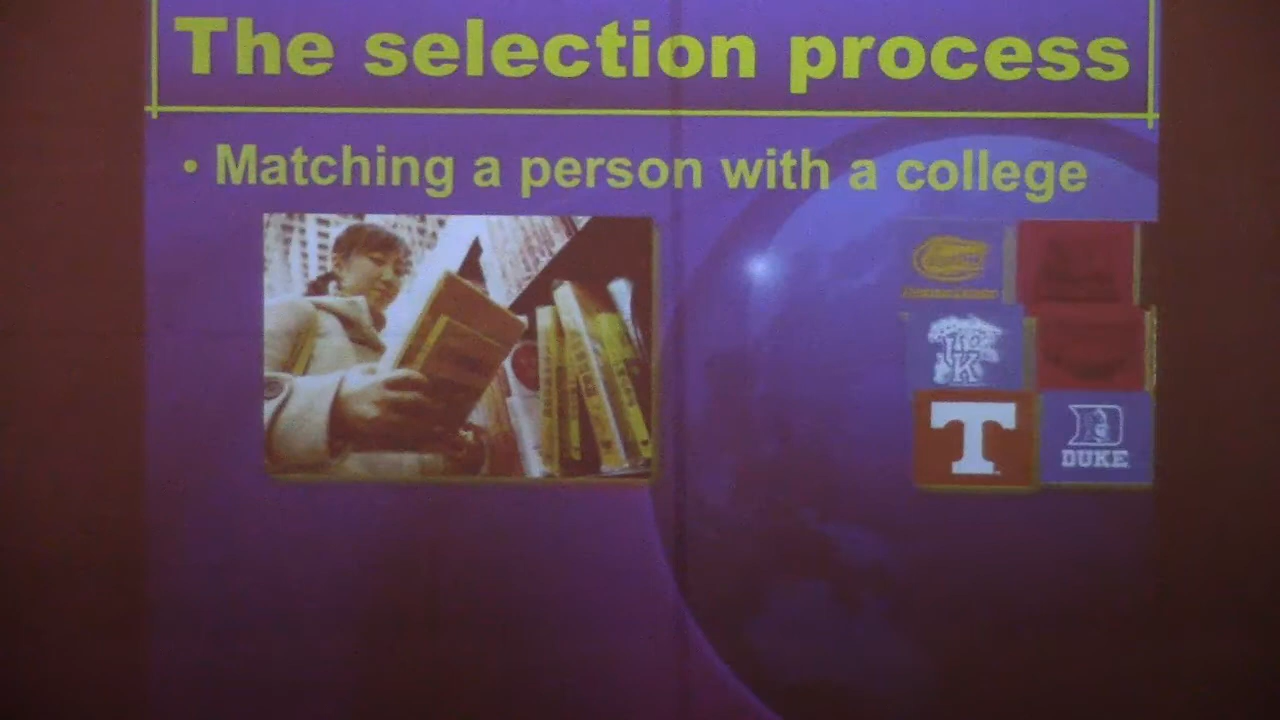 The selection process
• Matching a person with a college
UK
T
D
DUKE